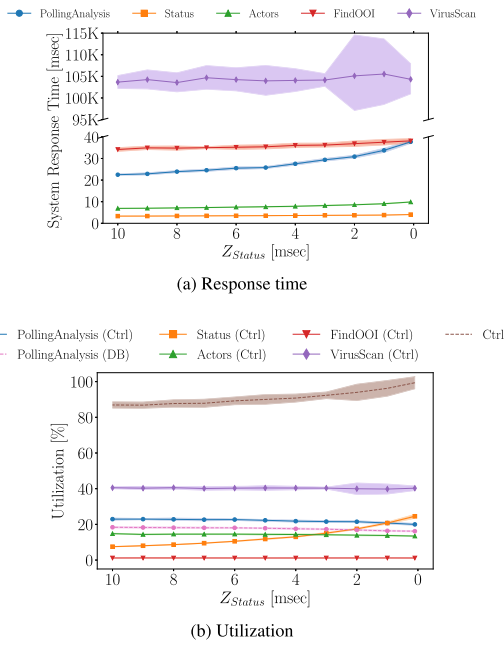 PollingAnalysis Status Actors FindOOI VirusScan
System Response Time [msec]
115K
110K
105K
100K
95K
40
30
20
10
0
10 8 6 4 2 0
Z_Status [msec]
(a) Response time
PollingAnalysis (Ctrl) Status (Ctrl) FindOOI (Ctrl) Ctrl
PollingAnalysis (DB) Actors (Ctrl) VirusScan (Ctrl)
Utilization [%]
100
80
60
40
20
0
10 8 6 4 2 0
Z_Status [msec]
(b) Utilization